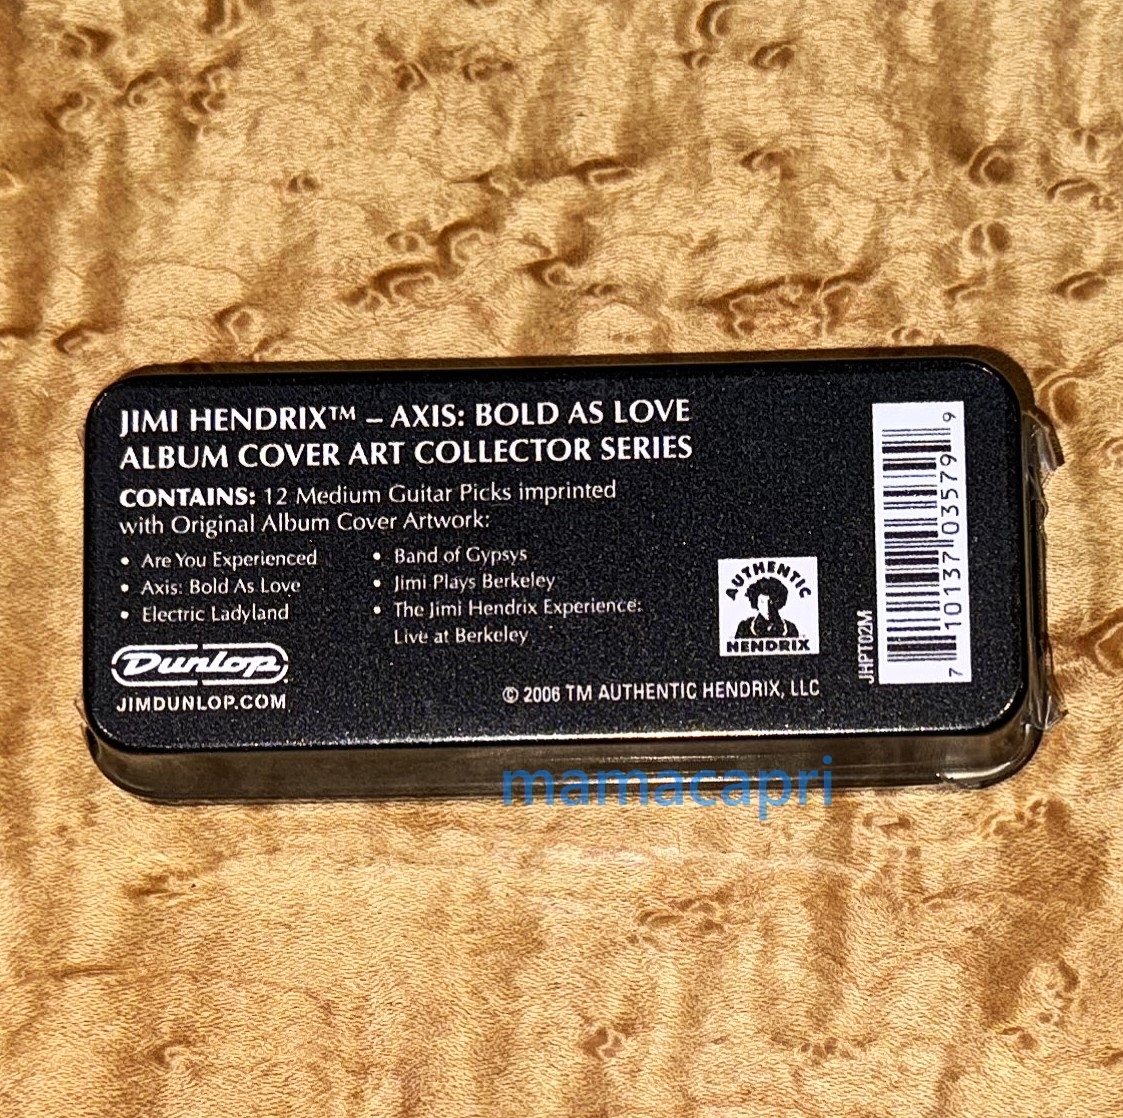 JIMI HENDRIX™ – AXIS: BOLD AS LOVE
ALBUM COVER ART COLLECTOR SERIES
CONTAINS: 12 Medium Guitar Picks imprinted
with Original Album Cover Artwork:
• Are You Experienced
• Axis: Bold As Love
• Electric Ladyland
• Band of Gypsys
• Jimi Plays Berkeley
• The Jimi Hendrix Experience:
Live at Berkeley
Dunlop
JIMDUNLOP.COM
© 2006 TM AUTHENTIC HENDRIX, LLC
AUTHENTIC
HENDRIX
JHPT02M
7 10137 03579 9
mamacapri